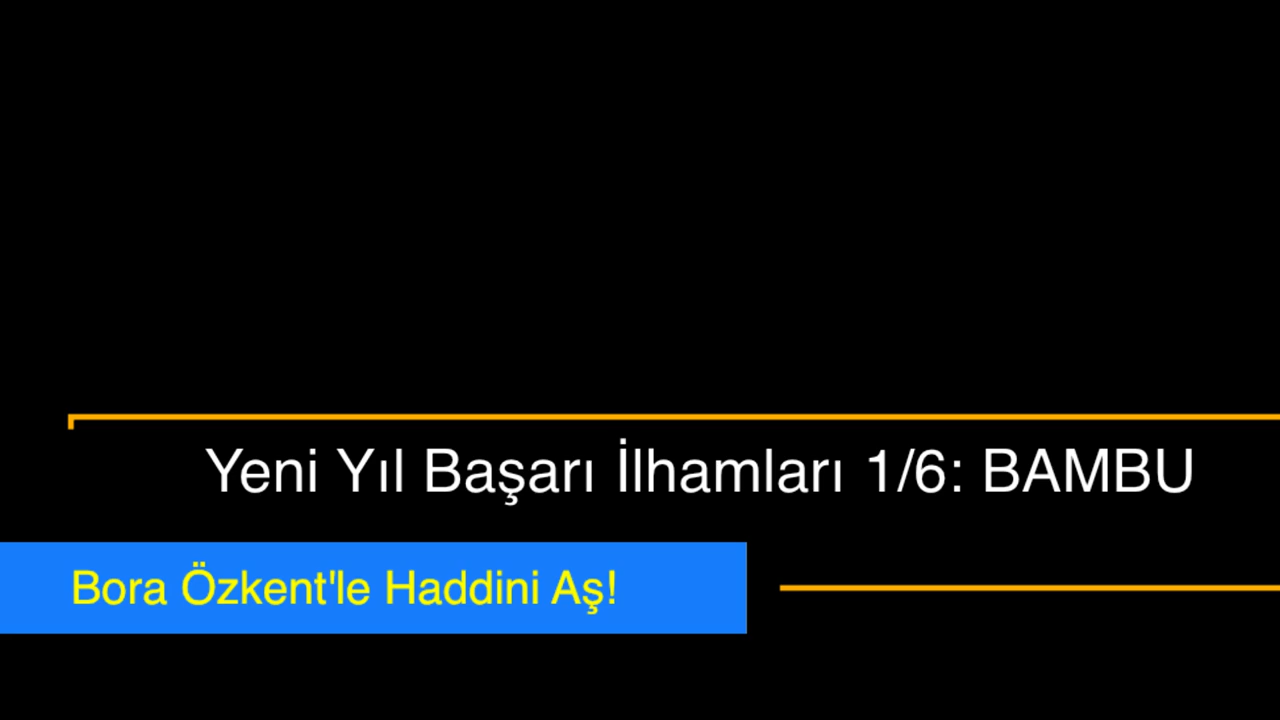 Yeni Yıl Başarı İlhamları 1/6: BAMBU
Bora Özkent'le Haddini Aş!